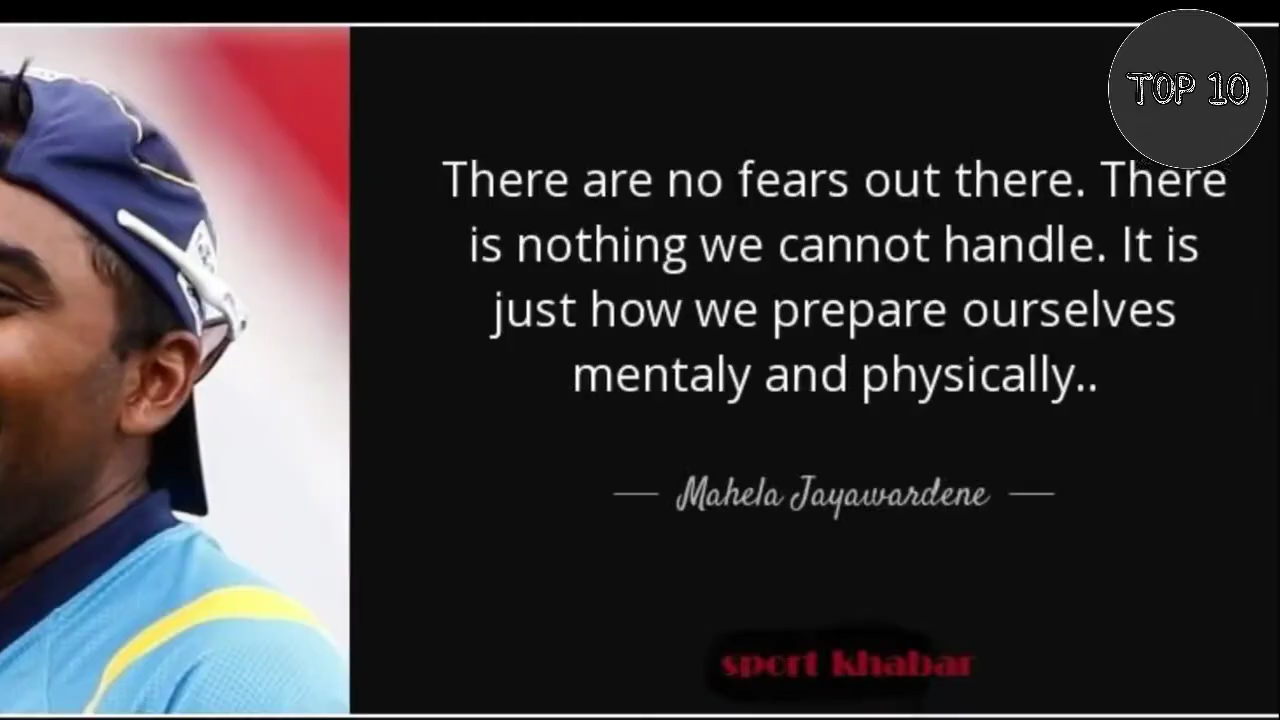 TOP 10
There are no fears out there. There
is nothing we cannot handle. It is
just how we prepare ourselves
mentaly and physically..
Mahela Jayawardene
sport khabar